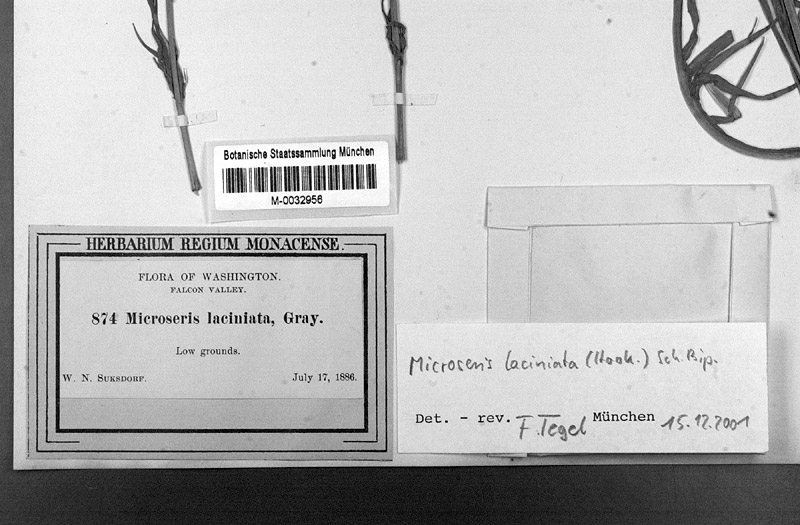 Botanische Staatssammlung München
M-0032956
HERBARIUM REGIUM MONACENSE.
FLORA OF WASHINGTON.
FALCON VALLEY.
874 Microseris laciniata, Gray.
Low grounds.
W. N. SUKSDORF. July 17, 1886.
Microseris laciniata (Hook.) Sch. Bip.
Det. - rev. F. Tegel München 15.12.2001